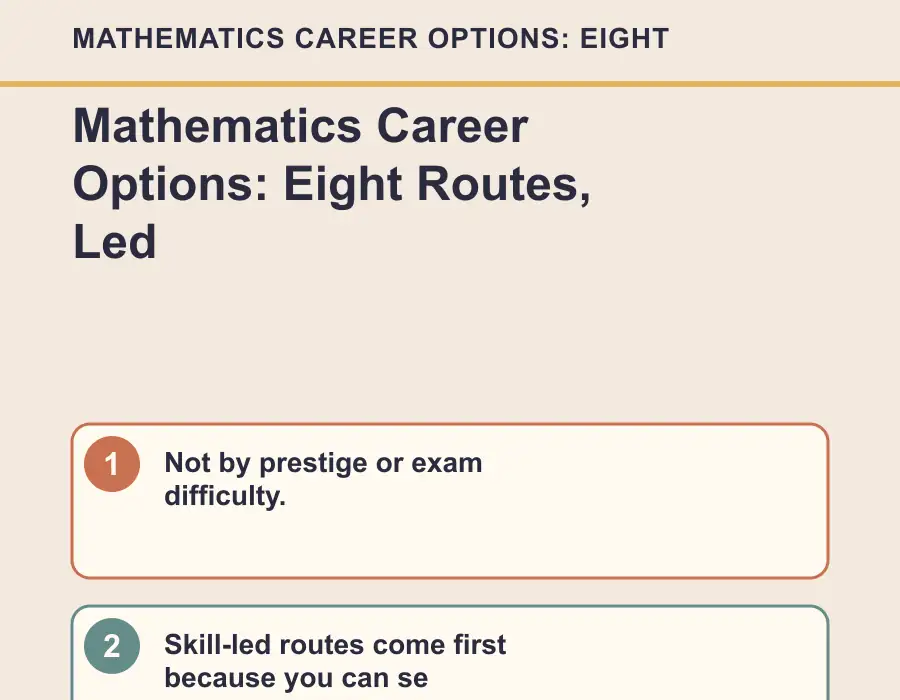 MATHEMATICS CAREER OPTIONS: EIGHT
Mathematics Career
Options: Eight Routes,
Led
1
Not by prestige or exam
difficulty.
2
Skill-led routes come first
because you can se